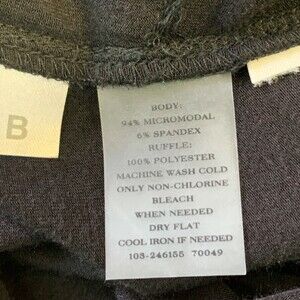 B
BODY:
94% MICROMODAL
6% SPANDEX
RUFFLE:
100% POLYESTER
MACHINE WASH COLD
ONLY NON-CHLORINE
BLEACH
WHEN NEEDED
DRY FLAT
COOL IRON IF NEEDED
103-246155 70049